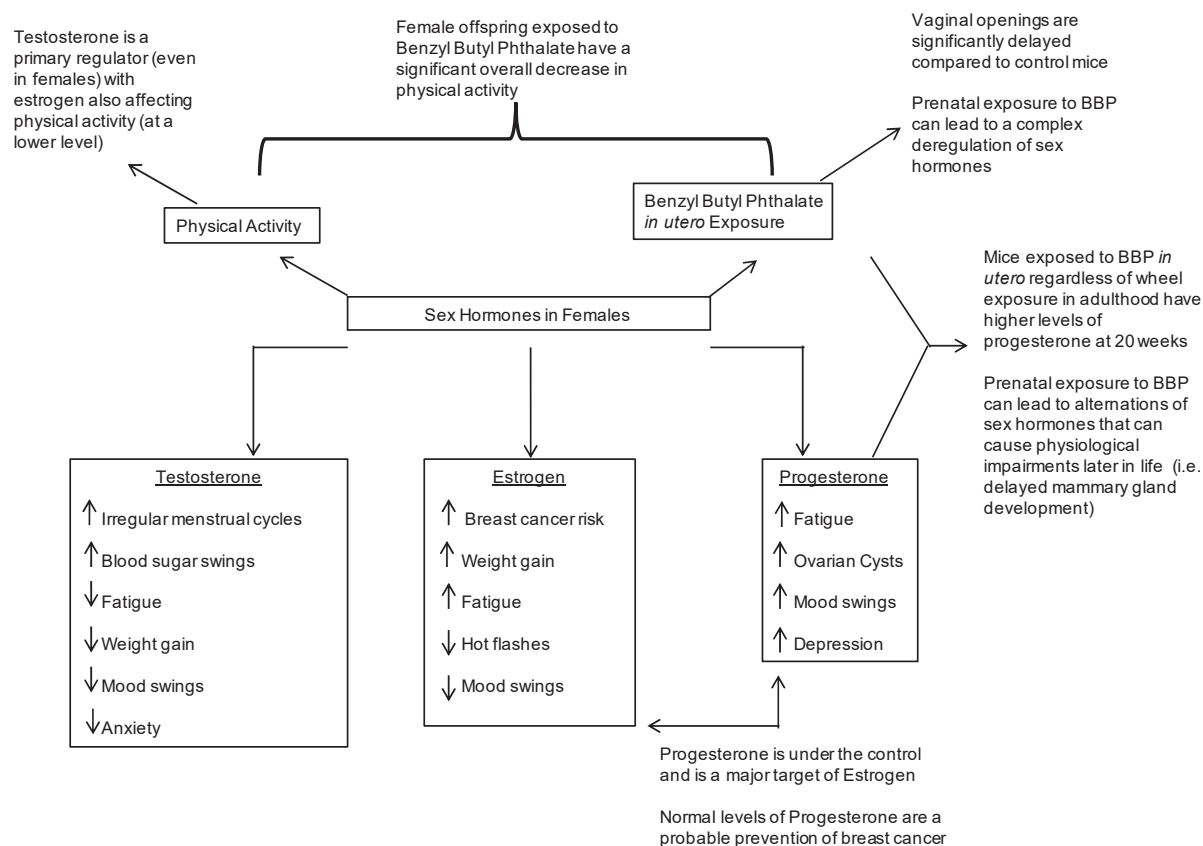 Testosterone is a
primary regulator (even
in females) with
estrogen also affecting
physical activity (at a
lower level)
Female offspring exposed to
Benzyl Butyl Phthalate have a
significant overall decrease in
physical activity
Vaginal openings are
significantly delayed
compared to control mice
Prenatal exposure to BBP
can lead to a complex
deregulation of sex
hormones
Physical Activity
Benzyl Butyl Phthalate
in utero Exposure
Mice exposed to BBP in
utero regardless of wheel
exposure in adulthood have
higher levels of
progesterone at 20 weeks
Prenatal exposure to BBP
can lead to alternations of
sex hormones that can
cause physiological
impairments later in life (i.e.
delayed mammary gland
development)
Sex Hormones in Females
Testosterone
↑ Irregular menstrual cycles
↑ Blood sugar swings
↓ Fatigue
↓ Weight gain
↓ Mood swings
↓ Anxiety
Estrogen
↑ Breast cancer risk
↑ Weight gain
↑ Fatigue
↓ Hot flashes
↓ Mood swings
Progesterone
↑ Fatigue
↑ Ovarian Cysts
↑ Mood swings
↑ Depression
Progesterone is under the control
and is a major target of Estrogen
Normal levels of Progesterone are a
probable prevention of breast cancer